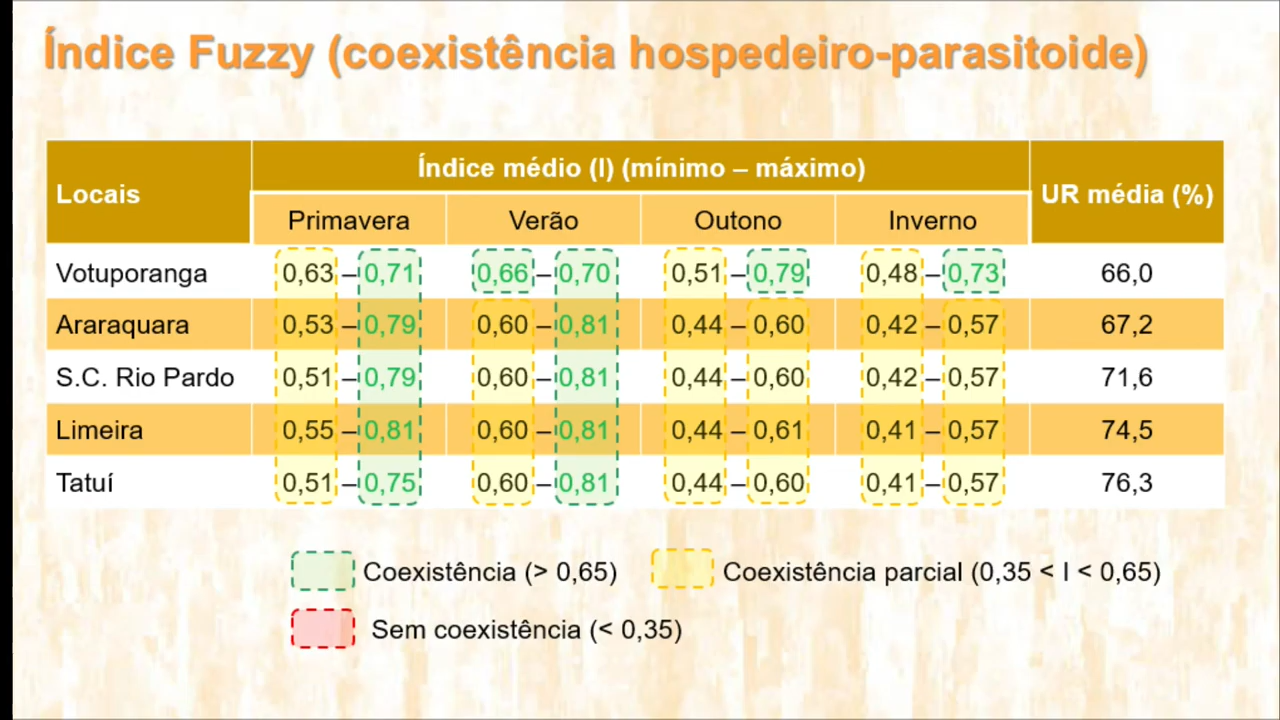 Índice Fuzzy (coexistência hospedeiro-parasitoide)
Locais Índice médio (I) (mínimo – máximo) UR média (%)
Primavera Verão Outono Inverno
Votuporanga 0,63 – 0,71 0,66 – 0,70 0,51 – 0,79 0,48 – 0,73 66,0
Araraquara 0,53 – 0,79 0,60 – 0,81 0,44 – 0,60 0,42 – 0,57 67,2
S.C. Rio Pardo 0,51 – 0,79 0,60 – 0,81 0,44 – 0,60 0,42 – 0,57 71,6
Limeira 0,55 – 0,81 0,60 – 0,81 0,44 – 0,61 0,41 – 0,57 74,5
Tatuí 0,51 – 0,75 0,60 – 0,81 0,44 – 0,60 0,41 – 0,57 76,3
Coexistência (> 0,65) Coexistência parcial (0,35 < I < 0,65)
Sem coexistência (< 0,35)